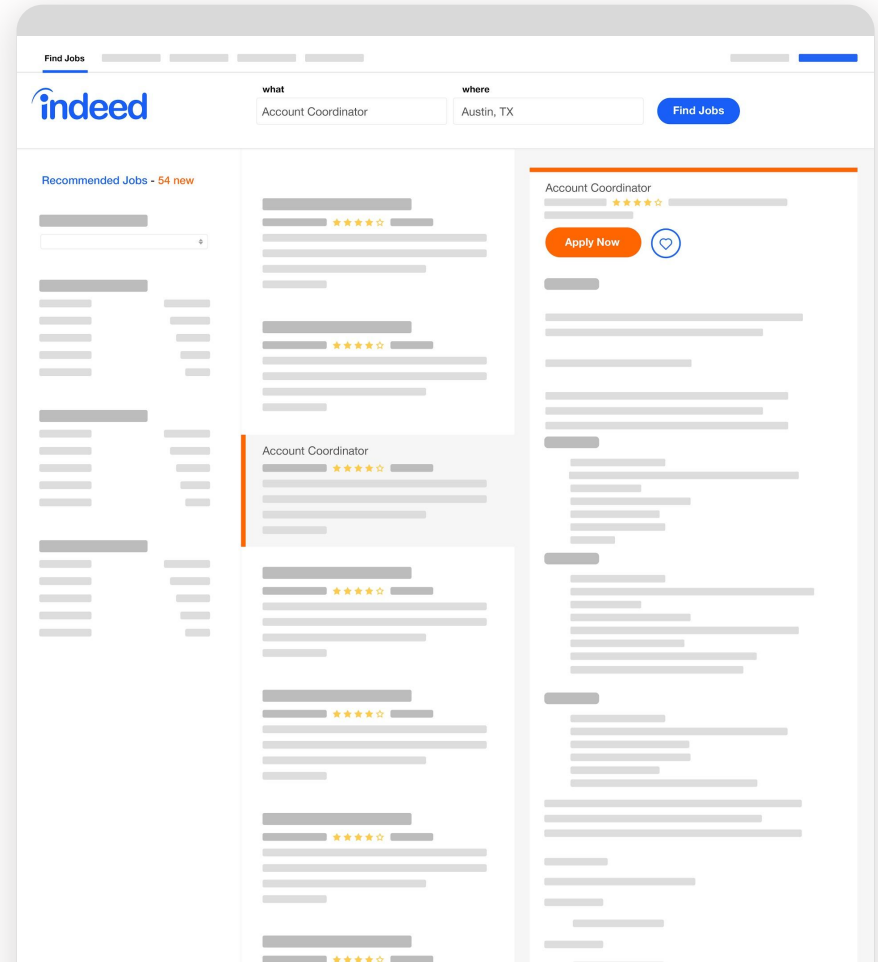 Find Jobs
indeed
what
where
Account Coordinator
Austin, TX
Find Jobs
Recommended Jobs - 54 new
Account Coordinator
Account Coordinator
Apply Now